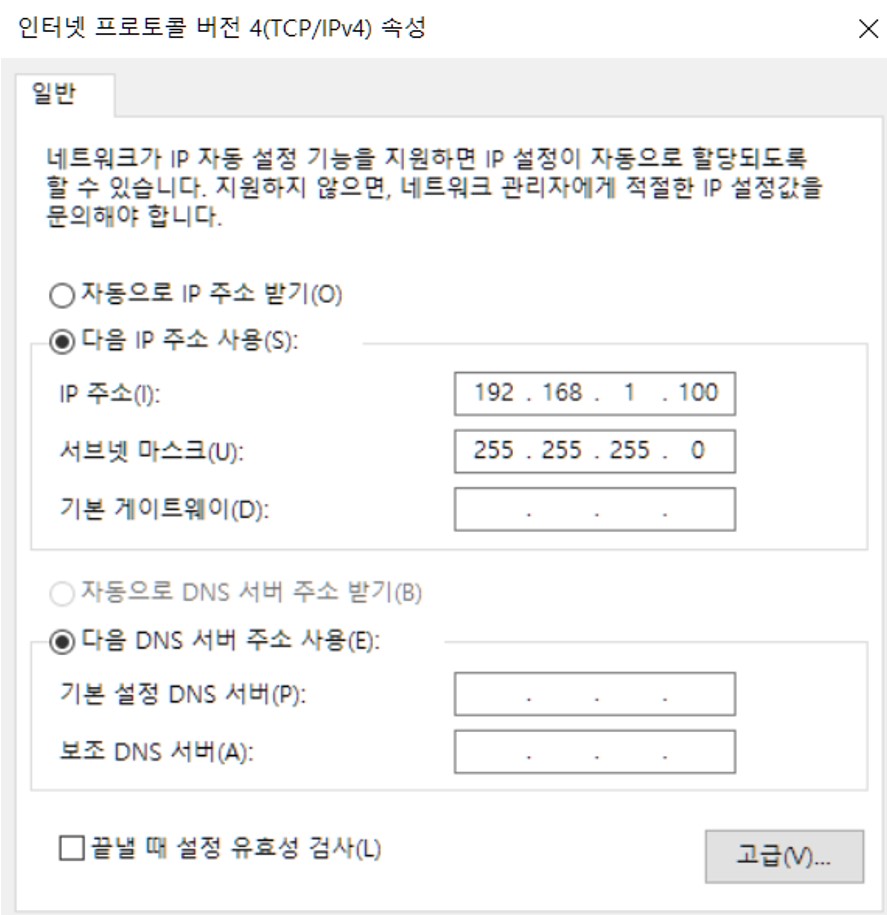 인터넷 프로토콜 버전 4(TCP/IPv4) 속성
일반
네트워크가 IP 자동 설정 기능을 지원하면 IP 설정이 자동으로 할당되도록
할 수 있습니다. 지원하지 않으면, 네트워크 관리자에게 적절한 IP 설정값을
문의해야 합니다.
자동으로 IP 주소 받기(O)
다음 IP 주소 사용(S):
IP 주소(I): 192 . 168 . 1 . 100
서브넷 마스크(U): 255 . 255 . 255 . 0
기본 게이트웨이(D): . . .
자동으로 DNS 서버 주소 받기(B)
다음 DNS 서버 주소 사용(E):
기본 설정 DNS 서버(P): . . .
보조 DNS 서버(A): . . .
끝낼 때 설정 유효성 검사(L)
고급(V)...